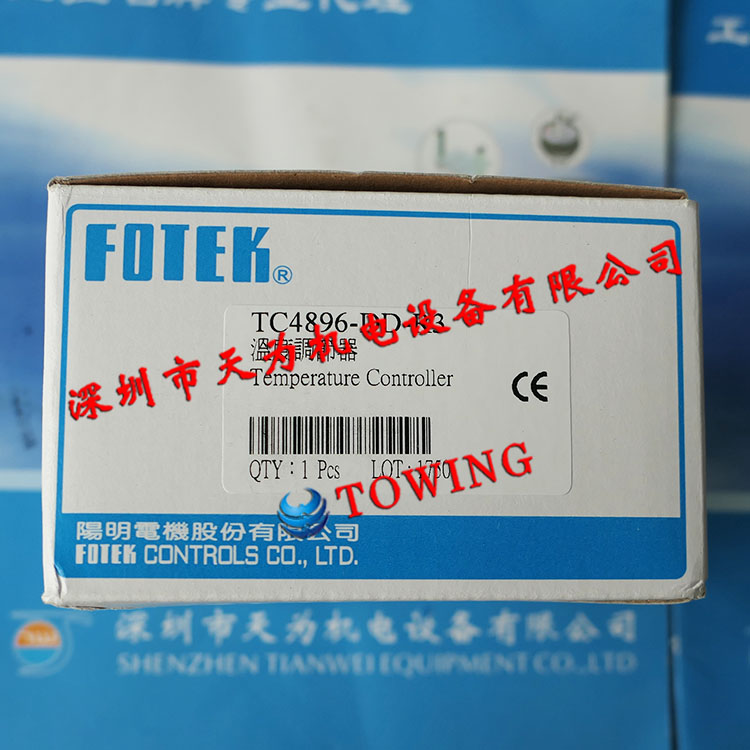 FOTEK®
TC4896-DD-R3
溫度調節器
Temperature Controller
CE
深圳市天为机电设备有限公司
QTY：1 Pcs LOT：1750
TOWING
陽明電機股份有限公司
FOTEK CONTROLS CO., LTD.
深圳市天为机电设备有限公司
SHENZHEN TIANWEI EQUIPMENT CO.,LTD